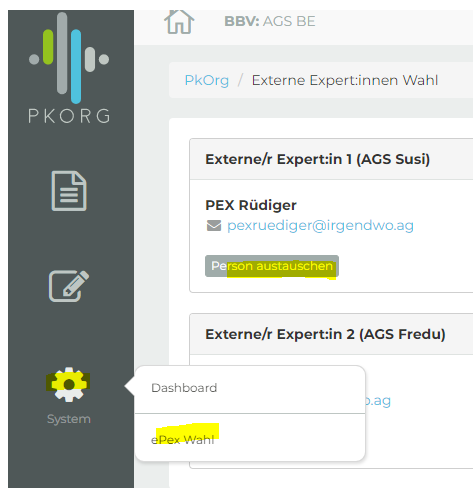 BBV: AGS BE
PKORG
PkOrg / Externe Expert:innen Wahl
Externe/r Expert:in 1 (AGS Susi)
PEX Rüdiger
pexruediger@irgendwo.ag
Person austauschen
Externe/r Expert:in 2 (AGS Fredu)
o.ag
System
Dashboard
ePex Wahl